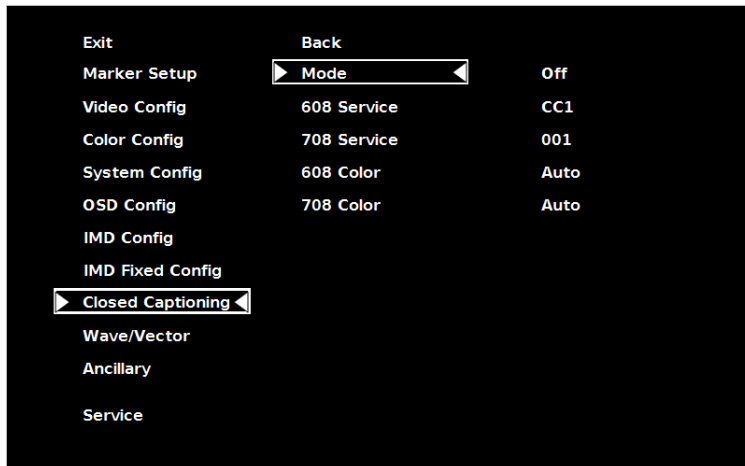 Exit Back
Marker Setup Mode Off
Video Config 608 Service CC1
Color Config 708 Service 001
System Config 608 Color Auto
OSD Config 708 Color Auto
IMD Config
IMD Fixed Config
Closed Captioning
Wave/Vector
Ancillary
Service